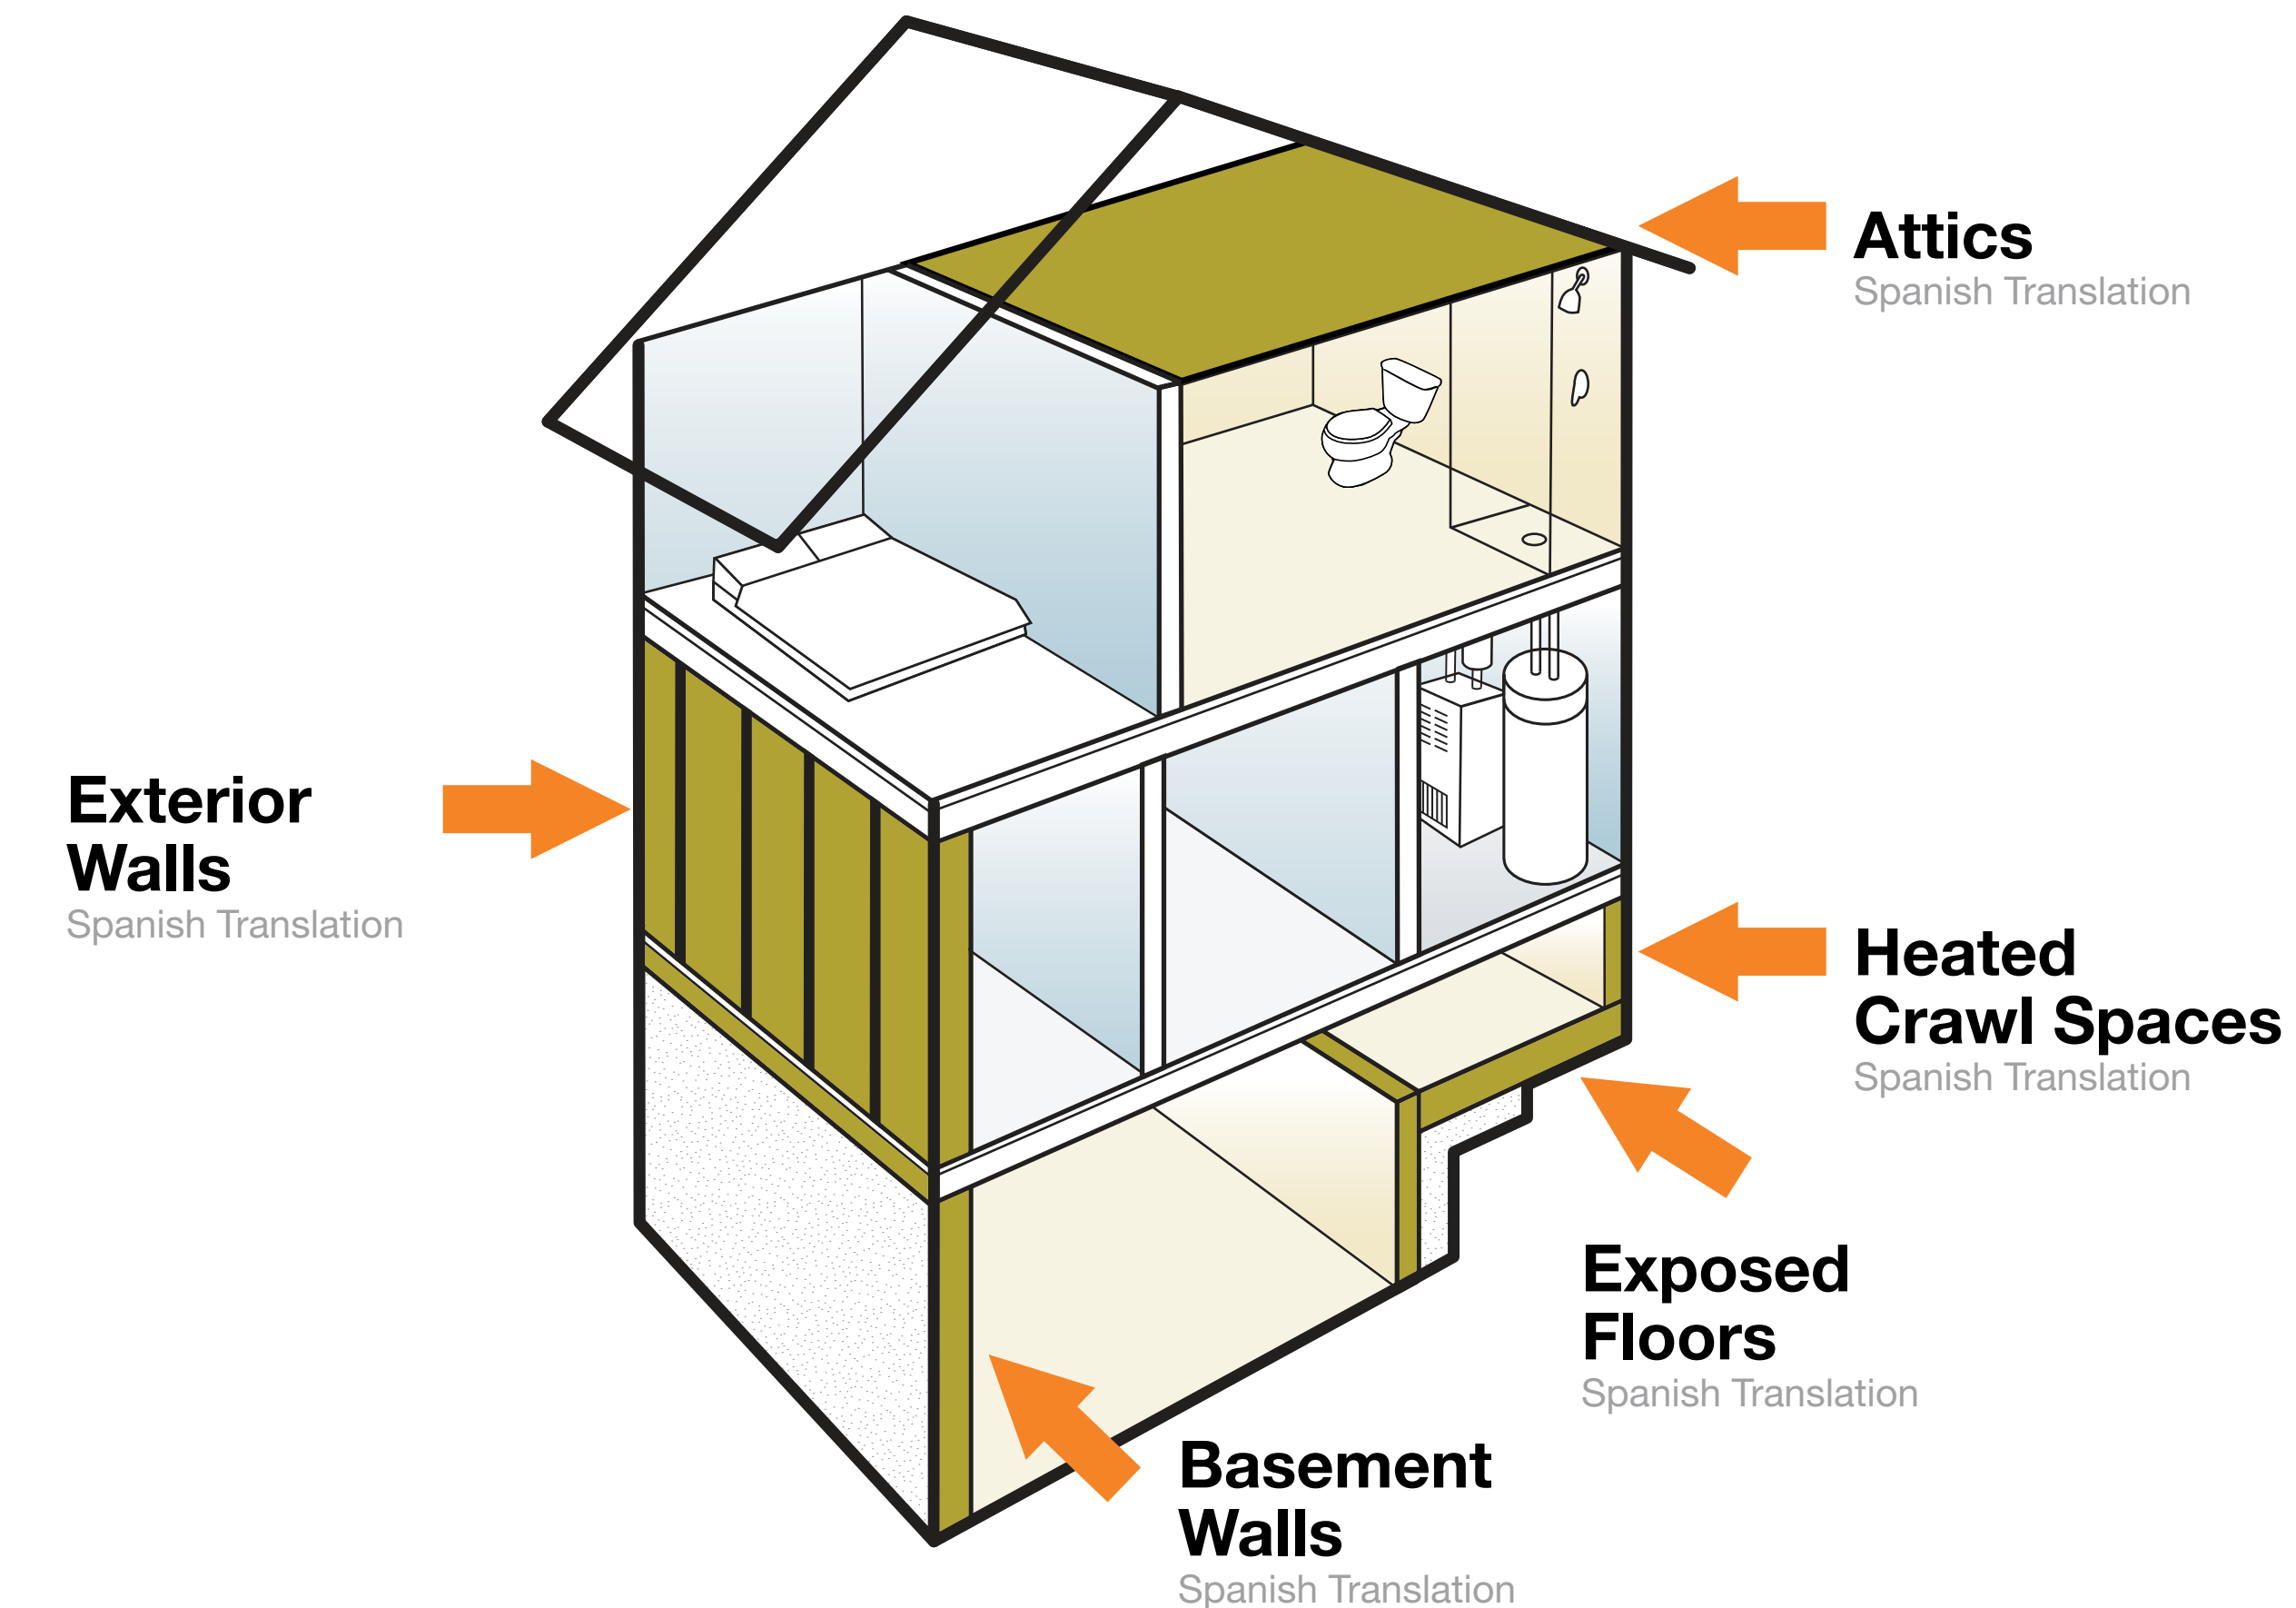 Attics
Spanish Translation
Exterior
Walls
Spanish Translation
Heated
Crawl Spaces
Spanish Translation
Exposed
Floors
Spanish Translation
Basement
Walls
Spanish Translation